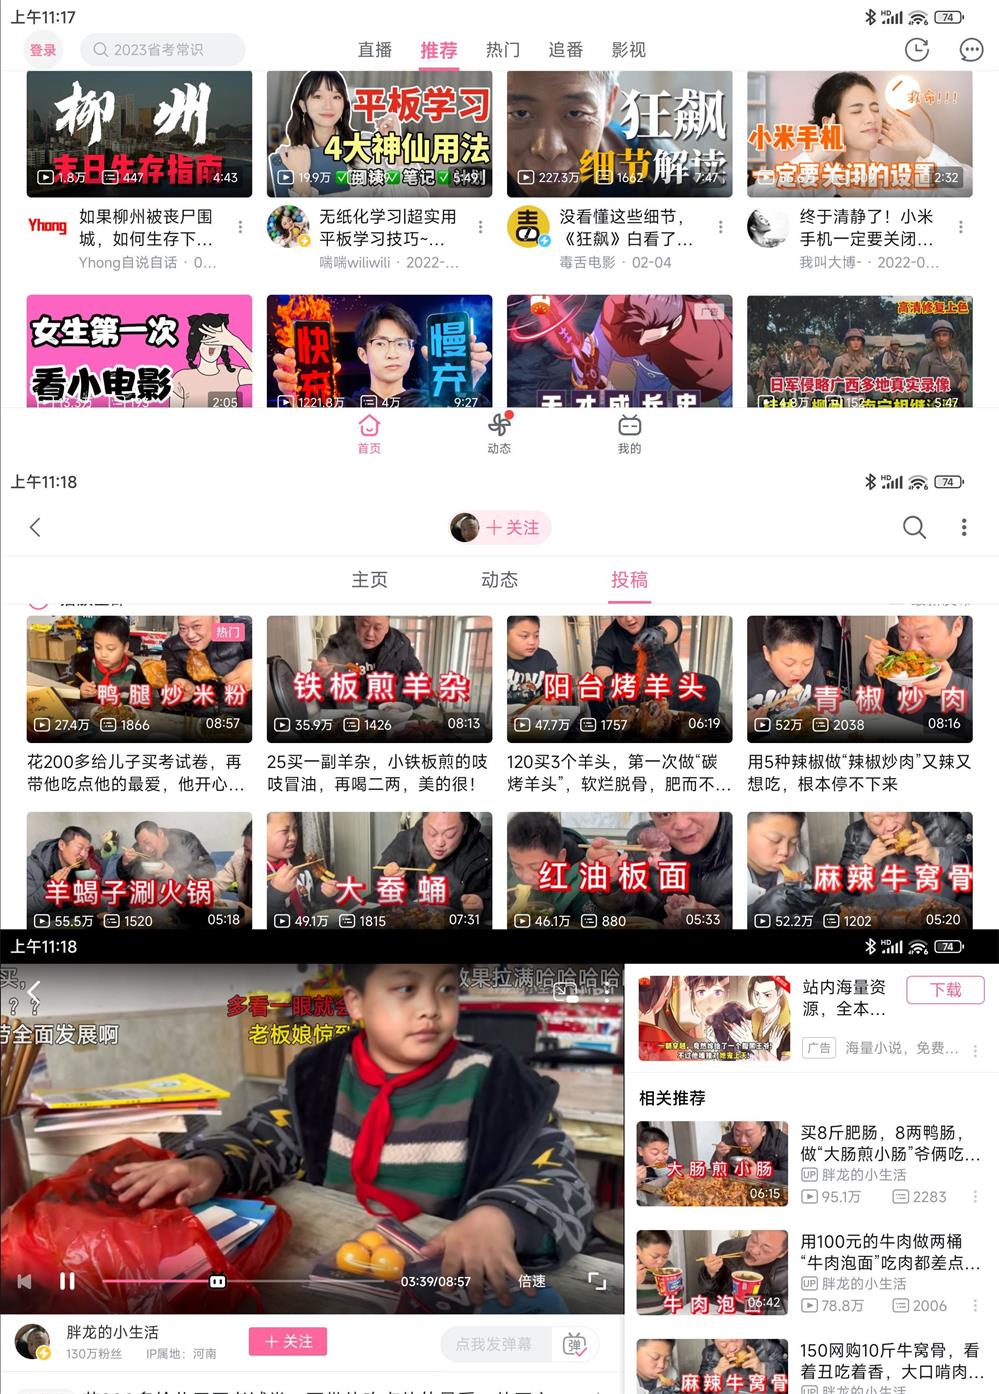 上午11:17
74
登录
2023省考常识
直播
推荐
热门
追番
影视
柳州
末日生存指南
1.8万
447
4:43
平板学习
4大神仙用法
阅读 笔记
19.9万
5:49
狂飙
细节解读
227.3万
1662
7:47
救命!!!
小米手机
一定要关闭的设置
2:32
Yhong
如果柳州被丧尸围
城，如何生存下...
Yhong自说自话 · 0...
无纸化学习|超实用
平板学习技巧~...
喘喘wiliwili · 2022-...
毒
没看懂这些细节，
《狂飙》白看了...
毒舌电影 · 02-04
终于清静了！小米
手机一定要关闭...
我叫大博- · 2022-0...
女生第一次
看小电影
2:05
快充
慢充
1221.8万
4万
9:27
广告
天才成长史
高清修复上色
日军侵略广西多地真实录像
4.8万
152
5:47
首页
动态
我的
上午11:18
74
关注
主页
动态
投稿
热门
鸭腿炒米粉
27.4万
1866
08:57
铁板煎羊杂
35.9万
1426
08:13
阳台烤羊头
47.7万
1757
06:19
青椒炒肉
52万
2038
08:16
花200多给儿子买考试卷，再
带他吃点他的最爱，他开心...
25买一副羊杂，小铁板煎的吱
吱冒油，再喝二两，美的很！
120买3个羊头，第一次做“碳
烤羊头”，软烂脱骨，肥而不...
用5种辣椒做“辣椒炒肉”又辣又
想吃，根本停不下来
羊蝎子涮火锅
55.5万
1520
05:18
大蚕蛹
49.1万
1815
07:31
红油板面
46.1万
880
05:33
麻辣牛窝骨
52.2万
1202
05:20
上午11:18
74
买，
效果拉满哈哈哈哈
？？
多看一眼就会
劳全面发展啊
老板娘惊到
03:39/08:57
倍速
胖龙的小生活
130万粉丝
IP属地：河南
关注
点我发弹幕
弹
站内海量资
源，全本...
下载
广告
海量小说，免费...
相关推荐
大肠煎小肠
06:15
买8斤肥肠，8两鸭肠，
做“大肠煎小肠”爷俩吃...
UP 胖龙的小生活
95.1万
2283
牛肉泡面
06:42
用100元的牛肉做两桶
“牛肉泡面”吃肉都差点...
UP 胖龙的小生活
78.8万
2006
麻辣牛窝骨
150网购10斤牛窝骨，看
着丑吃着香，大口啃肉...
UP 胖龙的小生活